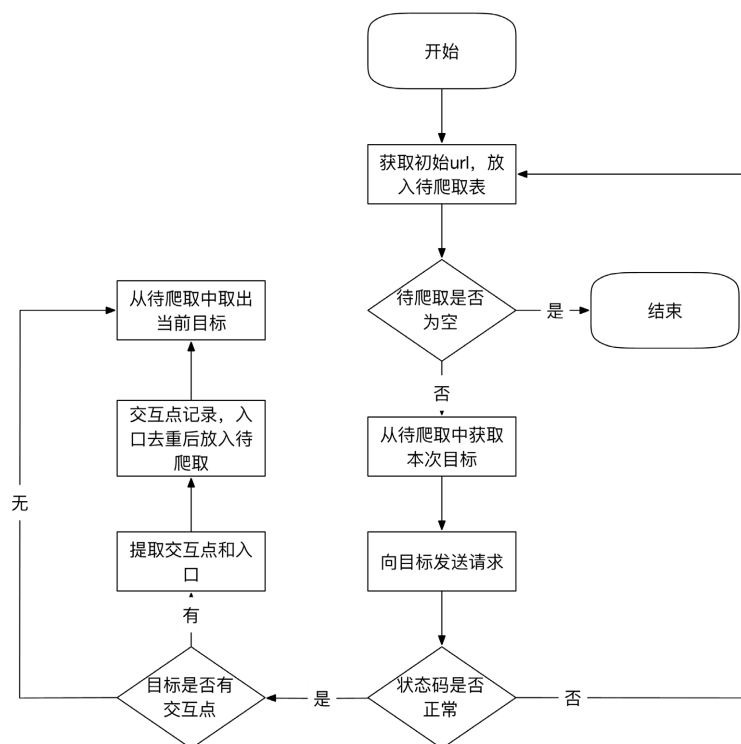 开始
获取初始url，放
入待爬取表
待爬取是否
为空
是
结束
否
从待爬取中取出
当前目标
交互点记录，入
口去重后放入待
爬取
从待爬取中获取
本次目标
无
提取交互点和入
口
向目标发送请求
有
目标是否有
交互点
是
状态码是否
正常
否